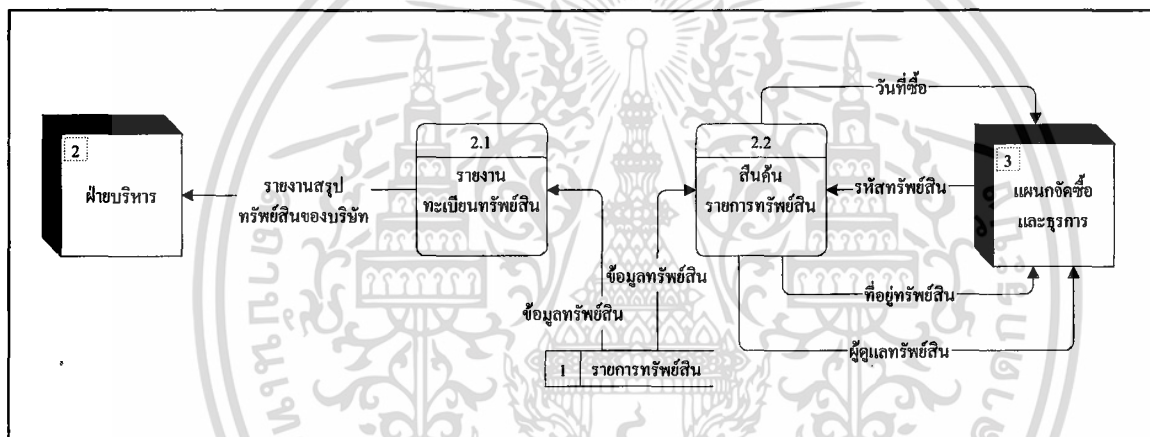 วันที่ซื้อ
2
ฝ่ายบริหาร
รายงานสรุป
ทรัพย์สินของบริษัท
2.1
รายงาน
ทะเบียนทรัพย์สิน
2.2
สืบค้น
รายการทรัพย์สิน
รหัสทรัพย์สิน
3
แผนกจัดซื้อ
และธุรการ
ข้อมูลทรัพย์สิน
ข้อมูลทรัพย์สิน
ที่อยู่ทรัพย์สิน
ผู้ดูแลทรัพย์สิน
1
รายการทรัพย์สิน